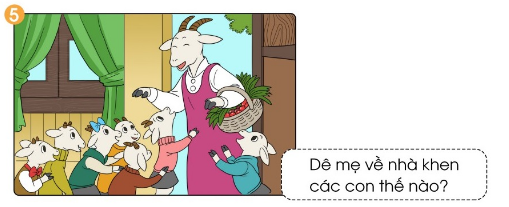 5
Dê mẹ về nhà khen
các con thế nào?